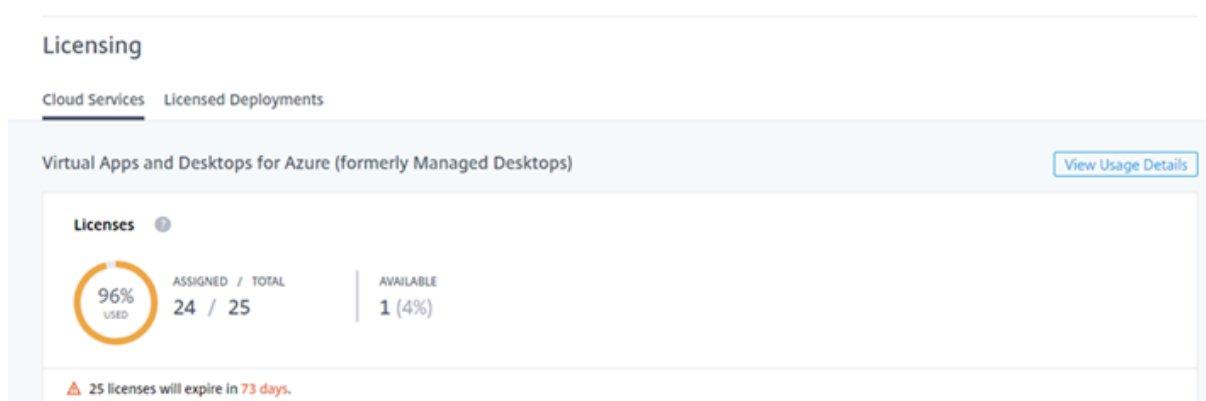 Licensing
Cloud Services Licensed Deployments
Virtual Apps and Desktops for Azure (formerly Managed Desktops) View Usage Details
Licenses ?
96% USED
ASSIGNED / TOTAL
24 / 25
AVAILABLE
1 (4%)
25 licenses will expire in 73 days.